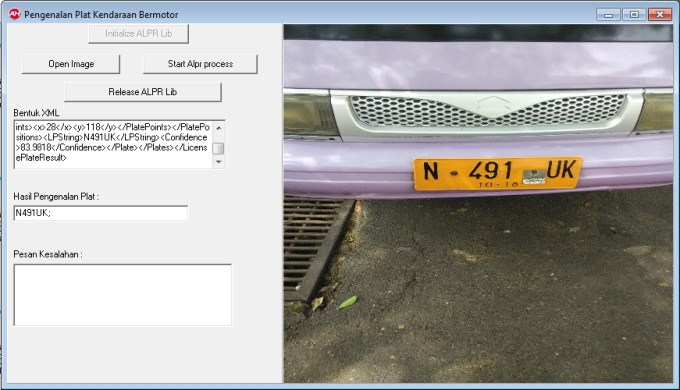 Pengenalan Plat Kendaraan Bermotor
Initialize ALPR Lib
Open Image
Start Alpr process
Release ALPR Lib
Bentuk XML
ints><x>28</x><y>118</y></PlatePoints></PlatePo
sitions><LPString>N491UK</LPString><Confidence
>83.9818</Confidence></Plate></Plates></Licens
ePlateResult>
Hasil Pengenalan Plat :
N491UK;
Pesan Kesalahan :
N 491 UK
10-18